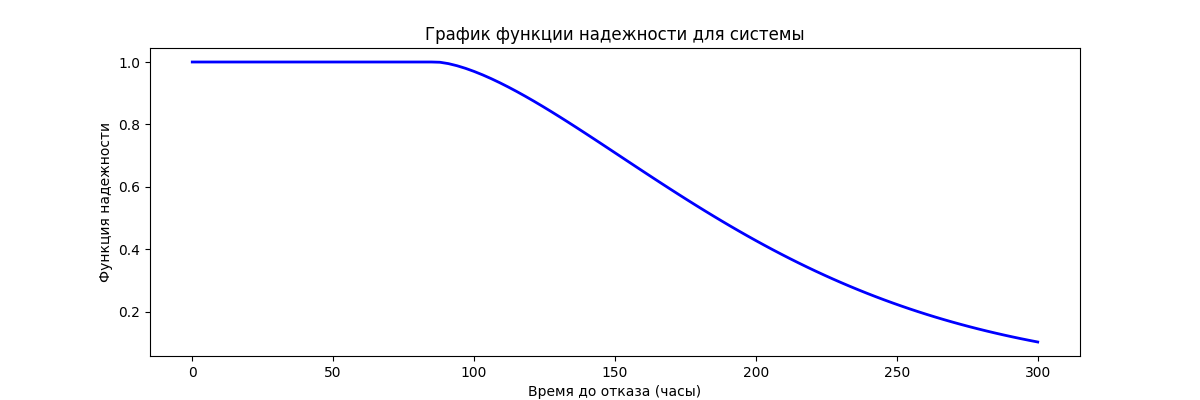 График функции надежности для системы
Функция надежности
1.0
0.8
0.6
0.4
0.2
0 50 100 150 200 250 300
Время до отказа (часы)